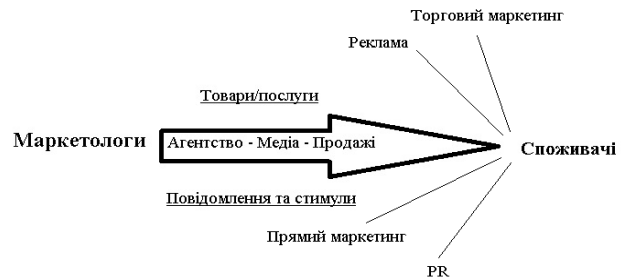 Торговий маркетинг
Реклама
Товари/послуги
Маркетологи
Агентство - Медіа - Продажі
Споживачі
Повідомлення та стимули
Прямий маркетинг
PR